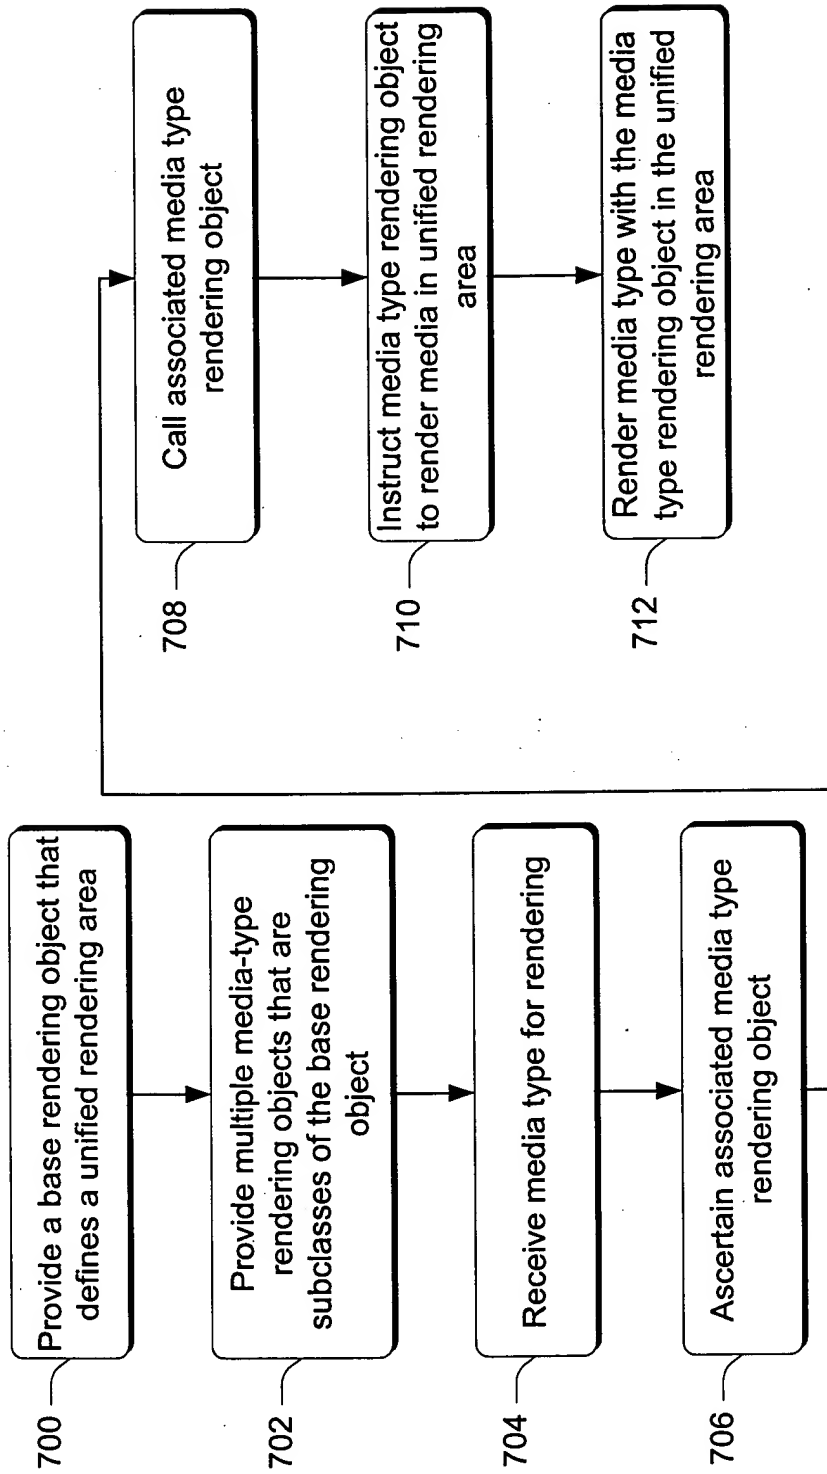 700
Provide a base rendering object that
defines a unified rendering area
702
Provide multiple media-type
rendering objects that are
subclasses of the base rendering
object
704
Receive media type for rendering
706
Ascertain associated media type
rendering object
708
Call associated media type
rendering object
710
Instruct media type rendering object
to render media in unified rendering
area
712
Render media type with the media
type rendering object in the unified
rendering area